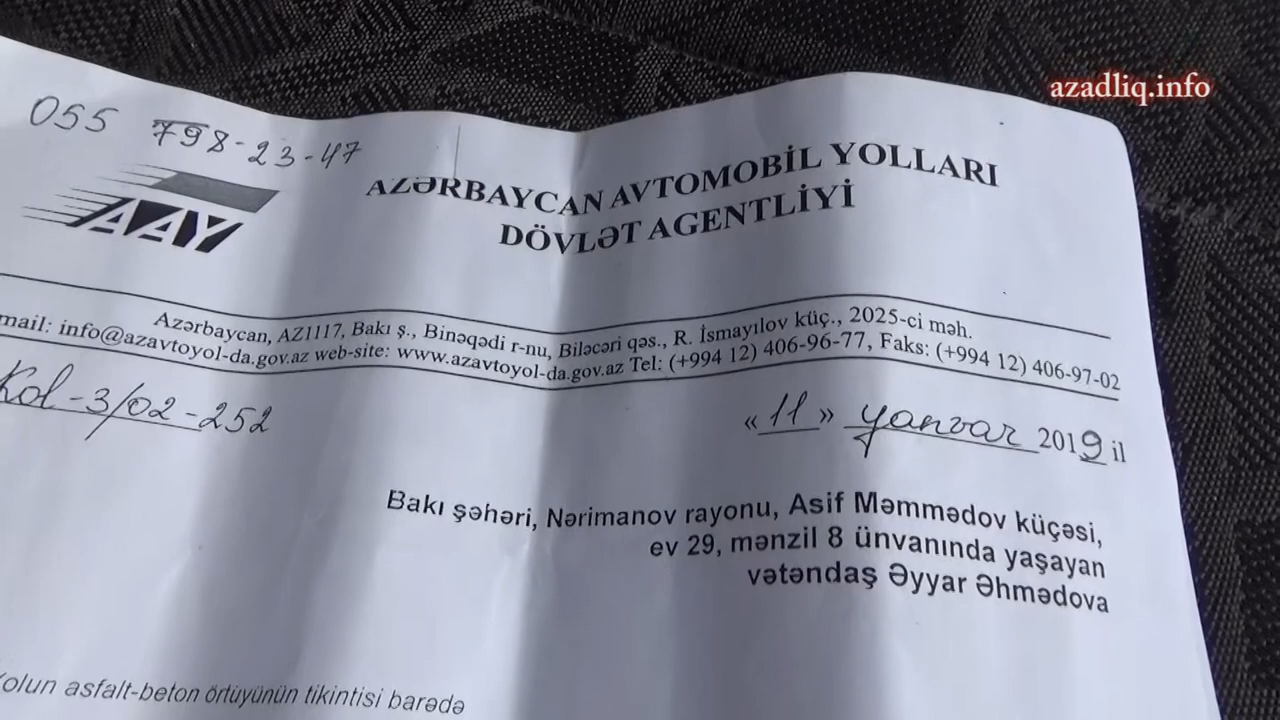 azadliq.info
055 798-23-47
AAY
AZƏRBAYCAN AVTOMOBİL YOLLARI
DÖVLƏT AGENTLİYİ
Azərbaycan, AZ1117, Bakı ş., Binəqədi r-nu, Biləcəri qəs., R. İsmayılov küç., 2025-ci məh.
mail: info@azavtoyol-da.gov.az web-site: www.azavtoyol-da.gov.az Tel: (+994 12) 406-96-77, Faks: (+994 12) 406-97-02
Kol-3/02-252
«11» yanvar 2019 il
Bakı şəhəri, Nərimanov rayonu, Asif Məmmədov küçəsi,
ev 29, mənzil 8 ünvanında yaşayan
vətəndaş Əyyar Əhmədova
olun asfalt-beton örtüyünün tikintisi barədə